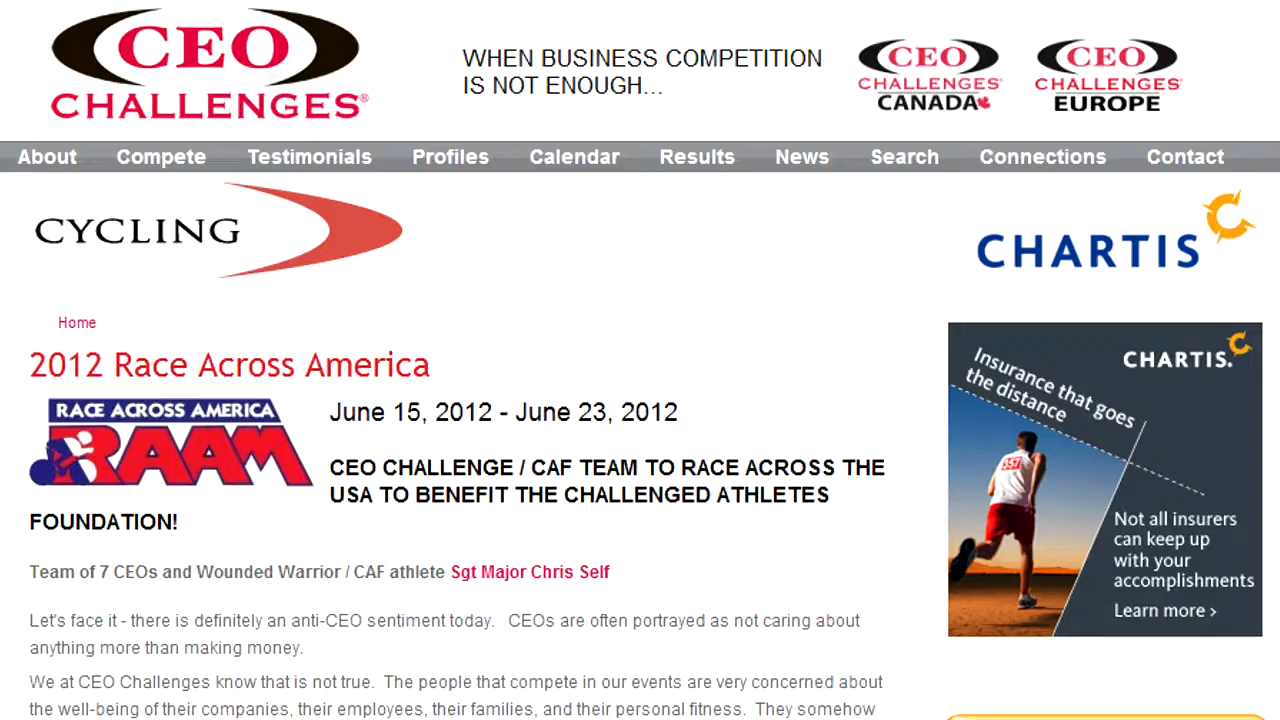 CEO
CHALLENGES®
WHEN BUSINESS COMPETITION
IS NOT ENOUGH...
CEO
CHALLENGES
CANADA
CEO
CHALLENGES
EUROPE
About Compete Testimonials Profiles Calendar Results News Search Connections Contact
CYCLING
CHARTIS
Home
2012 Race Across America
RACE ACROSS AMERICA
RAAM
June 15, 2012 - June 23, 2012
CEO CHALLENGE / CAF TEAM TO RACE ACROSS THE
USA TO BENEFIT THE CHALLENGED ATHLETES
FOUNDATION!
Team of 7 CEOs and Wounded Warrior / CAF athlete Sgt Major Chris Self
Let's face it - there is definitely an anti-CEO sentiment today. CEOs are often portrayed as not caring about
anything more than making money.
We at CEO Challenges know that is not true. The people that compete in our events are very concerned about
the well-being of their companies, their employees, their families, and their personal fitness. They somehow
CHARTIS.
Insurance that goes
the distance
357
Not all insurers
can keep up
with your
accomplishments
Learn more >